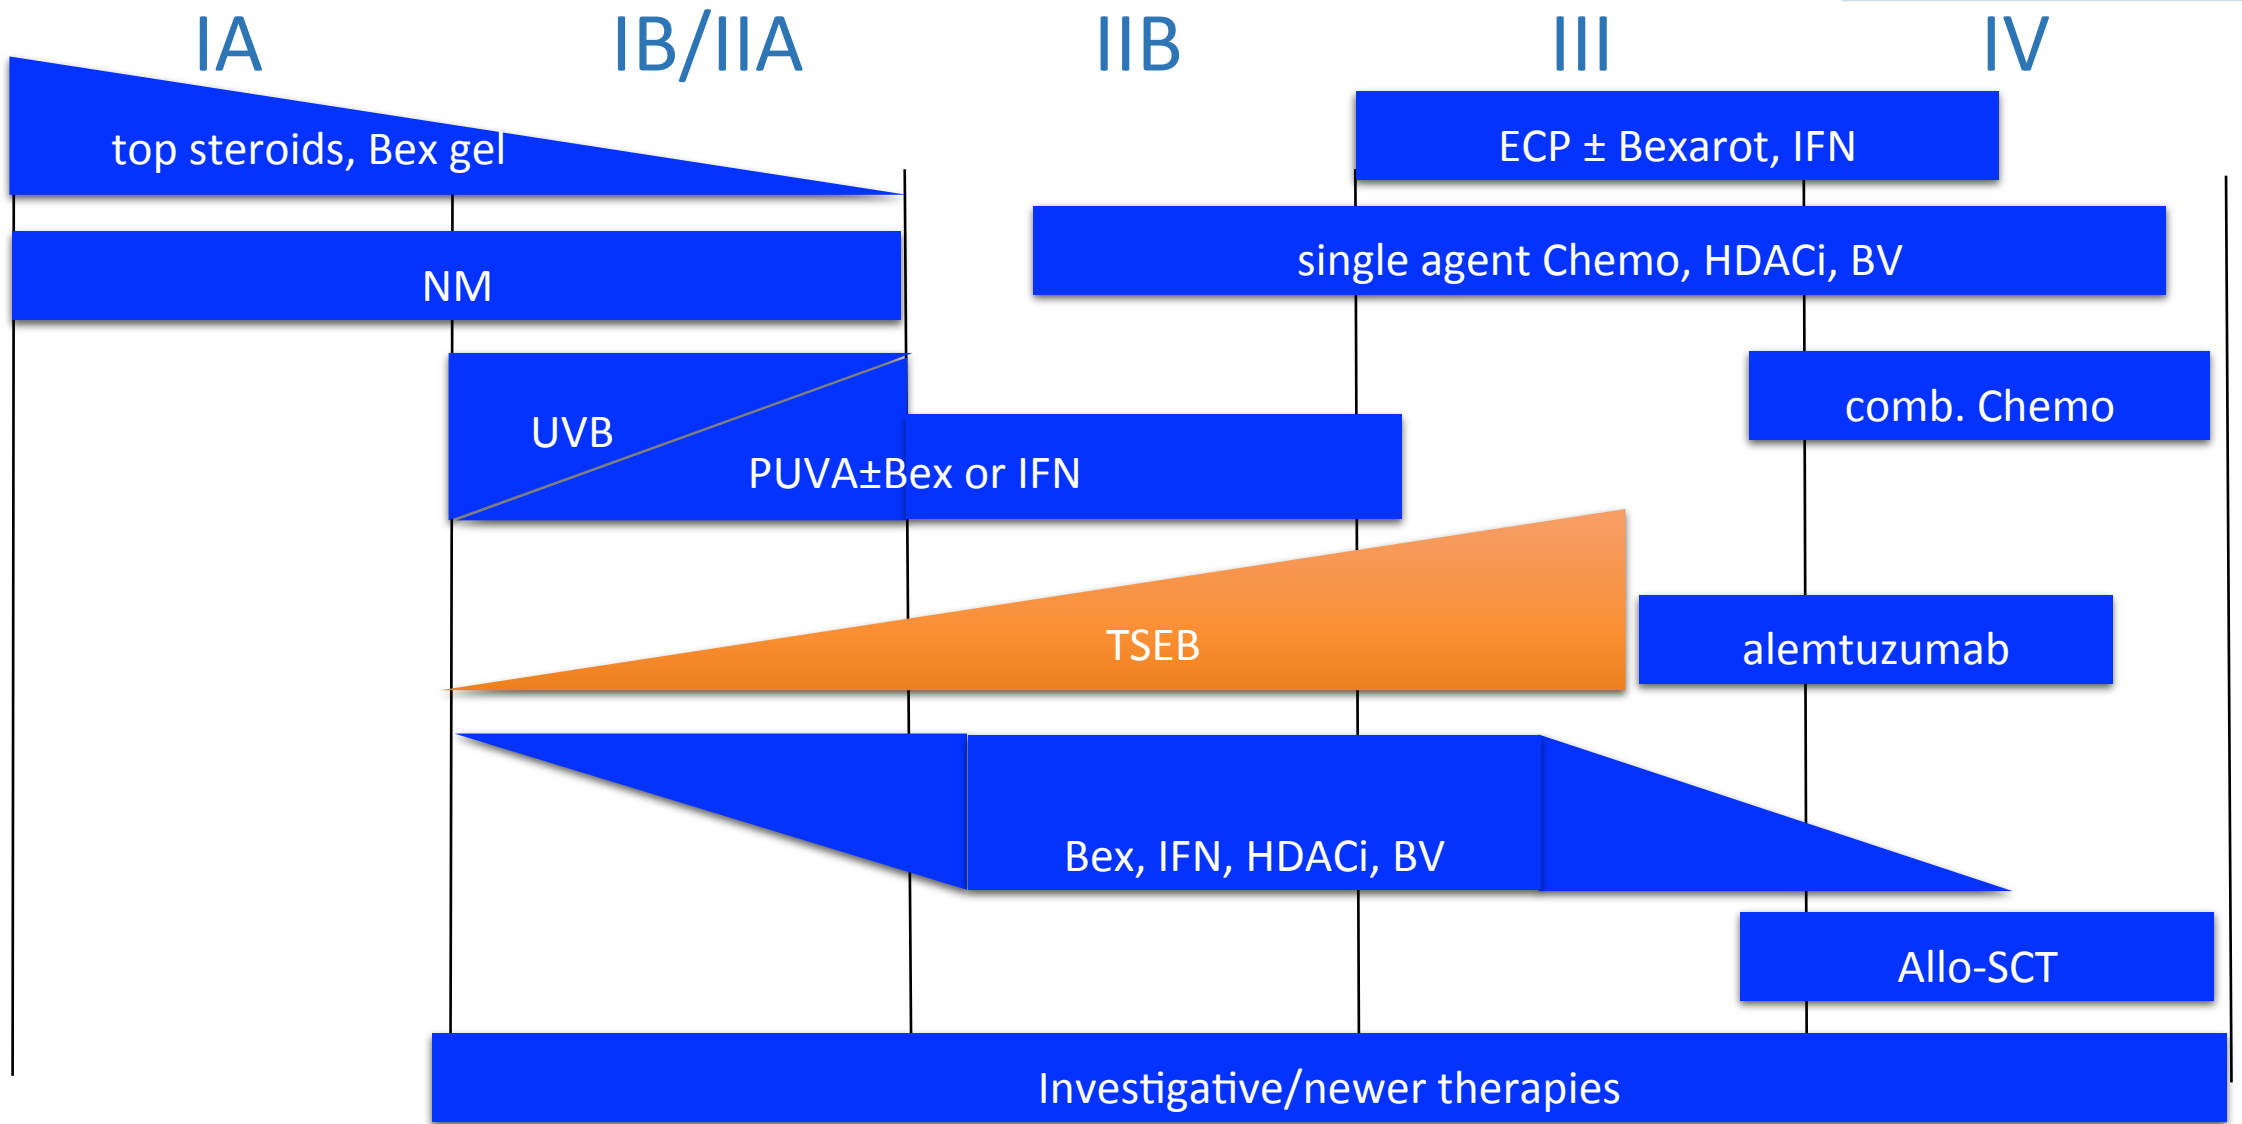 IA
IB/IIA
IIB
III
IV
top steroids, Bex gel
ECP ± Bexarot, IFN
NM
single agent Chemo, HDACi, BV
UVB
PUVA±Bex or IFN
comb. Chemo
TSEB
alemtuzumab
Bex, IFN, HDACi, BV
Allo-SCT
Investigative/newer therapies